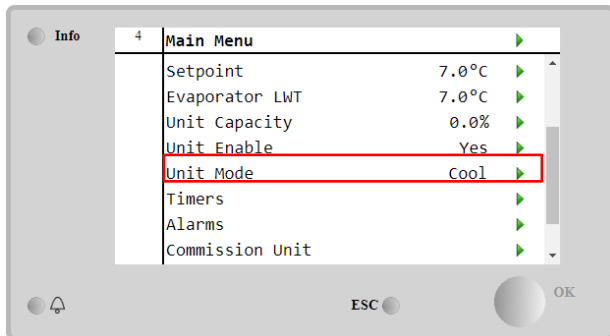 Info
4 Main Menu
Setpoint 7.0°C
Evaporator LWT 7.0°C
Unit Capacity 0.0%
Unit Enable Yes
Unit Mode Cool
Timers
Alarms
Commission Unit
ESC OK